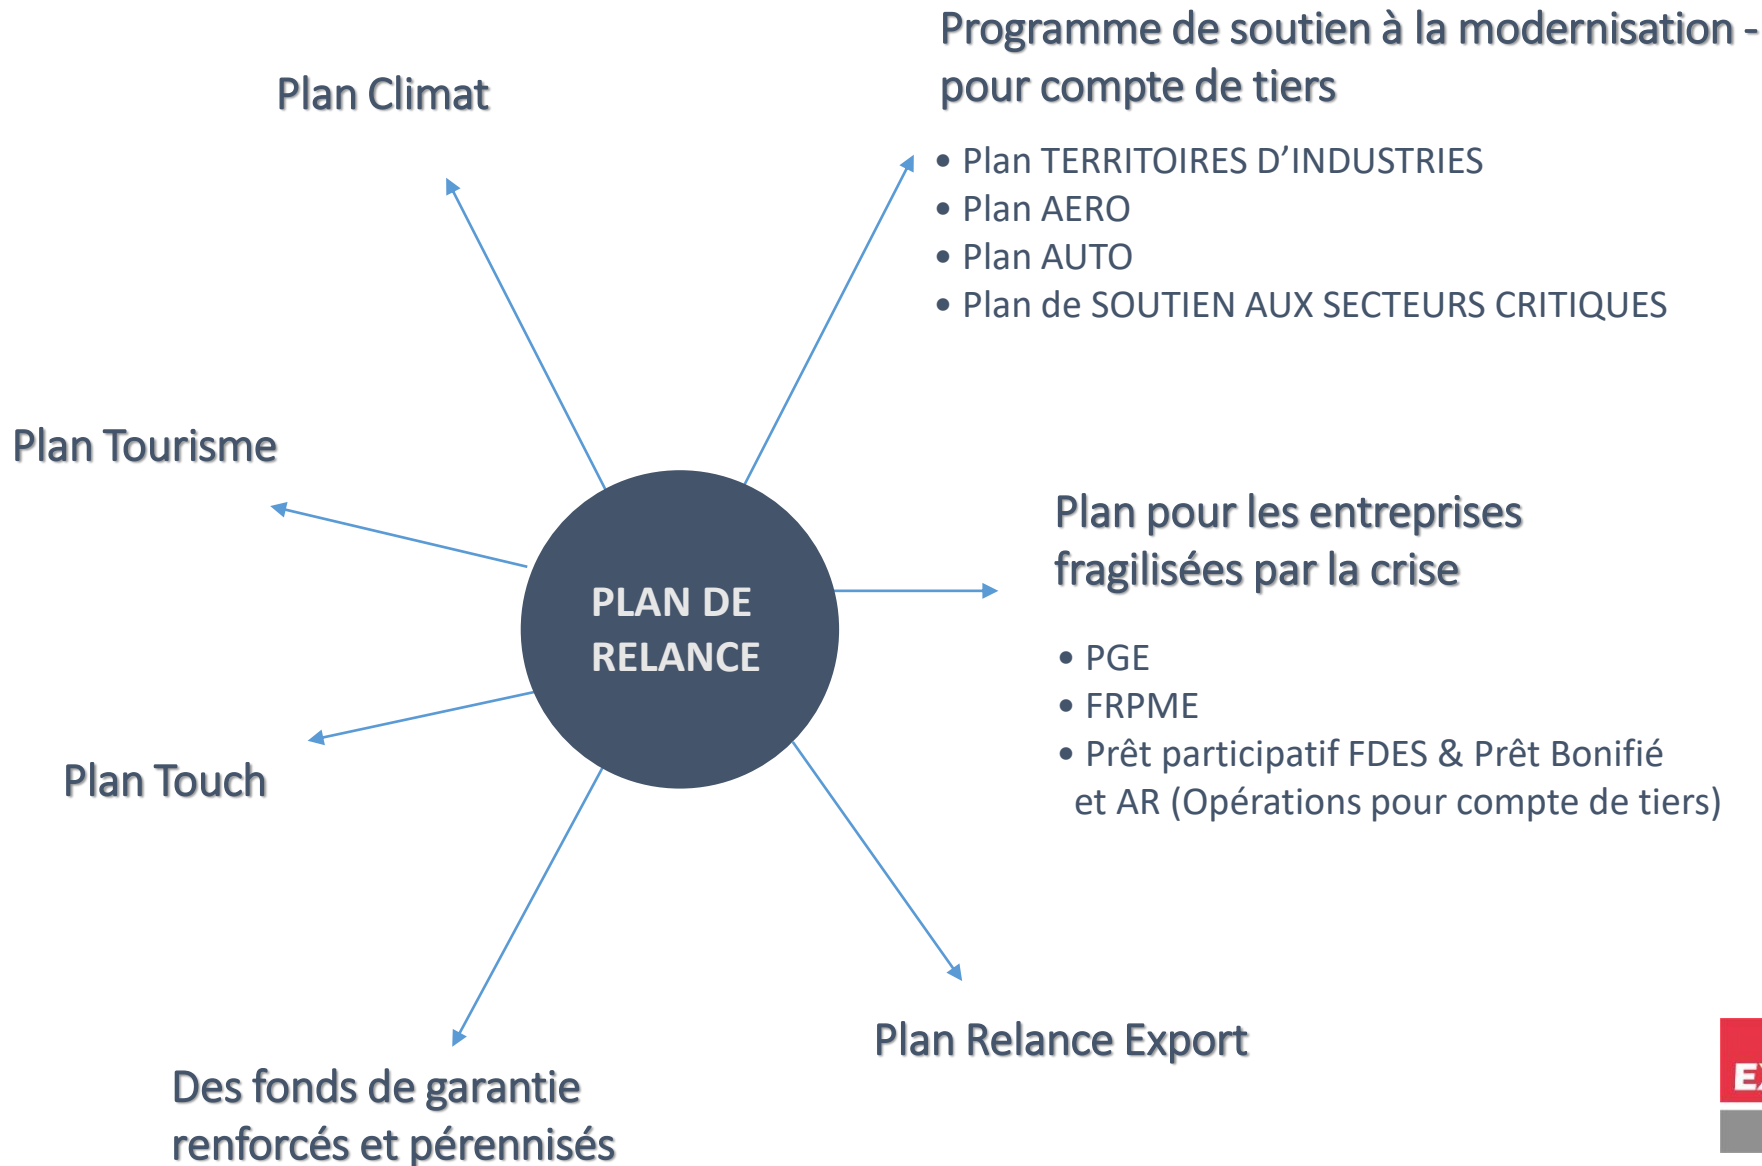 Programme de soutien à la modernisation -
pour compte de tiers
Plan Climat
• Plan TERRITOIRES D’INDUSTRIES
• Plan AERO
• Plan AUTO
• Plan de SOUTIEN AUX SECTEURS CRITIQUES
Plan Tourisme
Plan pour les entreprises
fragilisées par la crise
PLAN DE
RELANCE
• PGE
• FRPME
• Prêt participatif FDES & Prêt Bonifié
et AR (Opérations pour compte de tiers)
Plan Touch
Plan Relance Export
Des fonds de garantie
renforcés et pérennisés